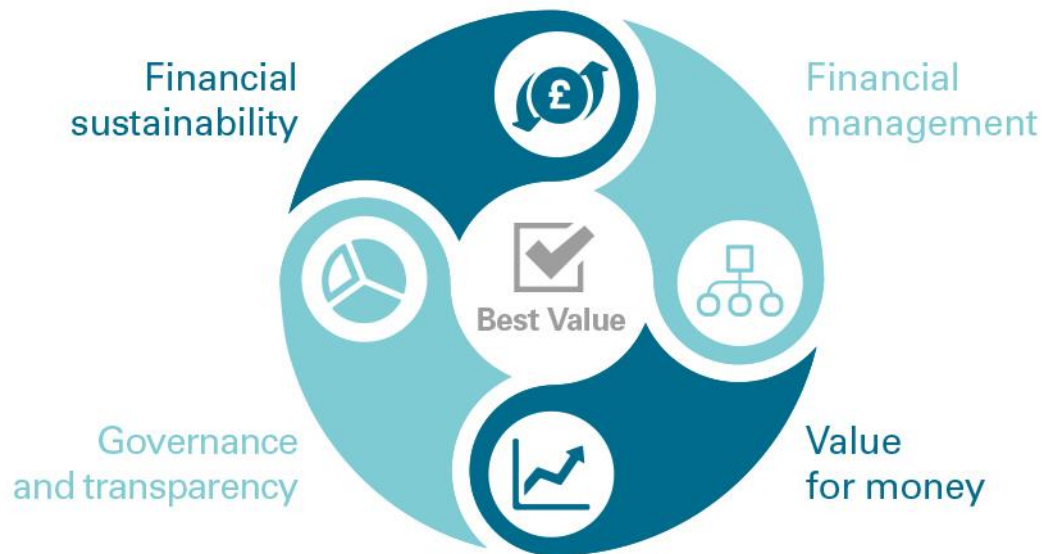 Financial
sustainability
Financial
management
£
Best Value
Governance
and transparency
Value
for money